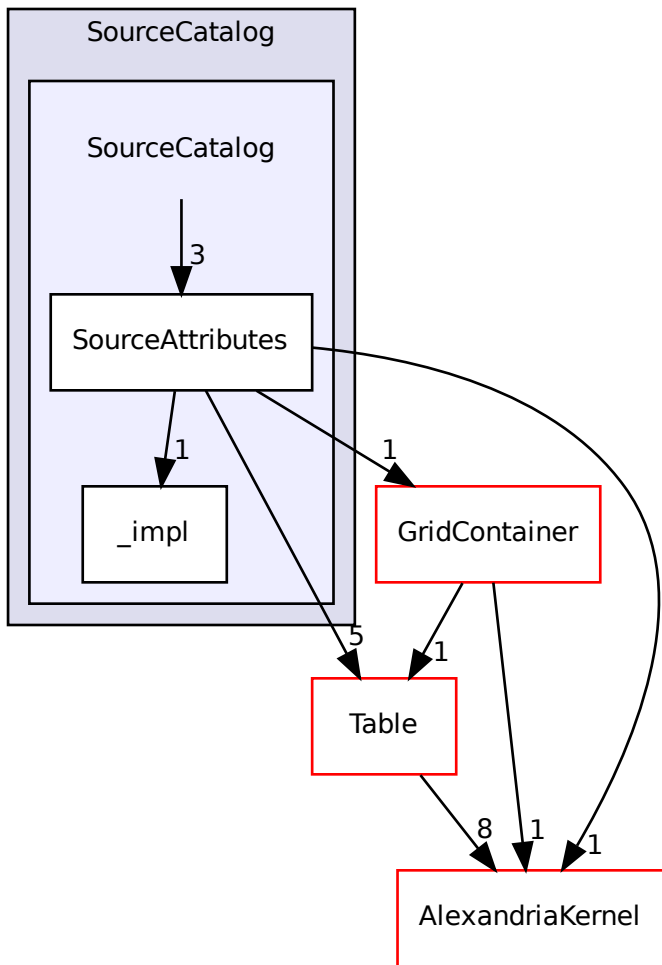 SourceCatalog
SourceCatalog
3
SourceAttributes
1
1
_impl
GridContainer
5
1
Table
8
1
1
AlexandriaKernel